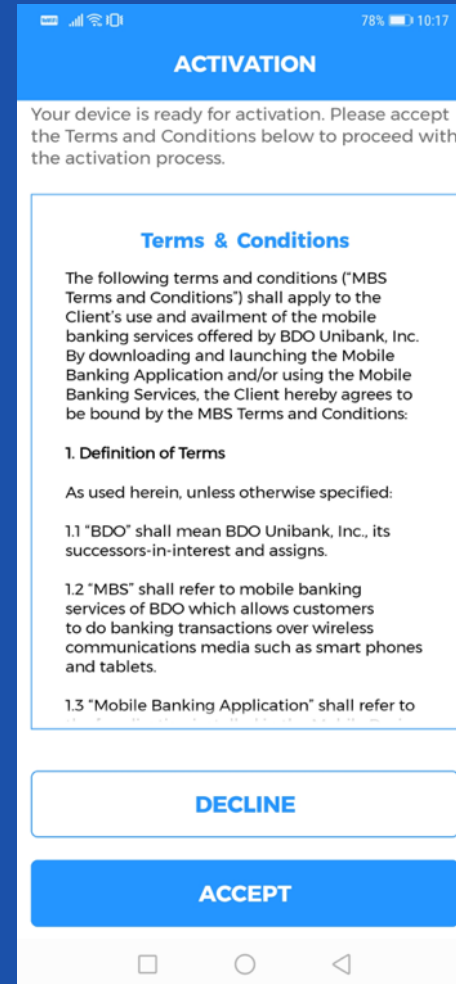 78% 10:17
ACTIVATION
Your device is ready for activation. Please accept
the Terms and Conditions below to proceed with
the activation process.
Terms & Conditions
The following terms and conditions (“MBS
Terms and Conditions”) shall apply to the
Client’s use and availment of the mobile
banking services offered by BDO Unibank, Inc.
By downloading and launching the Mobile
Banking Application and/or using the Mobile
Banking Services, the Client hereby agrees to
be bound by the MBS Terms and Conditions:
1. Definition of Terms
As used herein, unless otherwise specified:
1.1 “BDO” shall mean BDO Unibank, Inc., its
successors-in-interest and assigns.
1.2 “MBS” shall refer to mobile banking
services of BDO which allows customers
to do banking transactions over wireless
communications media such as smart phones
and tablets.
1.3 “Mobile Banking Application” shall refer to
DECLINE
ACCEPT